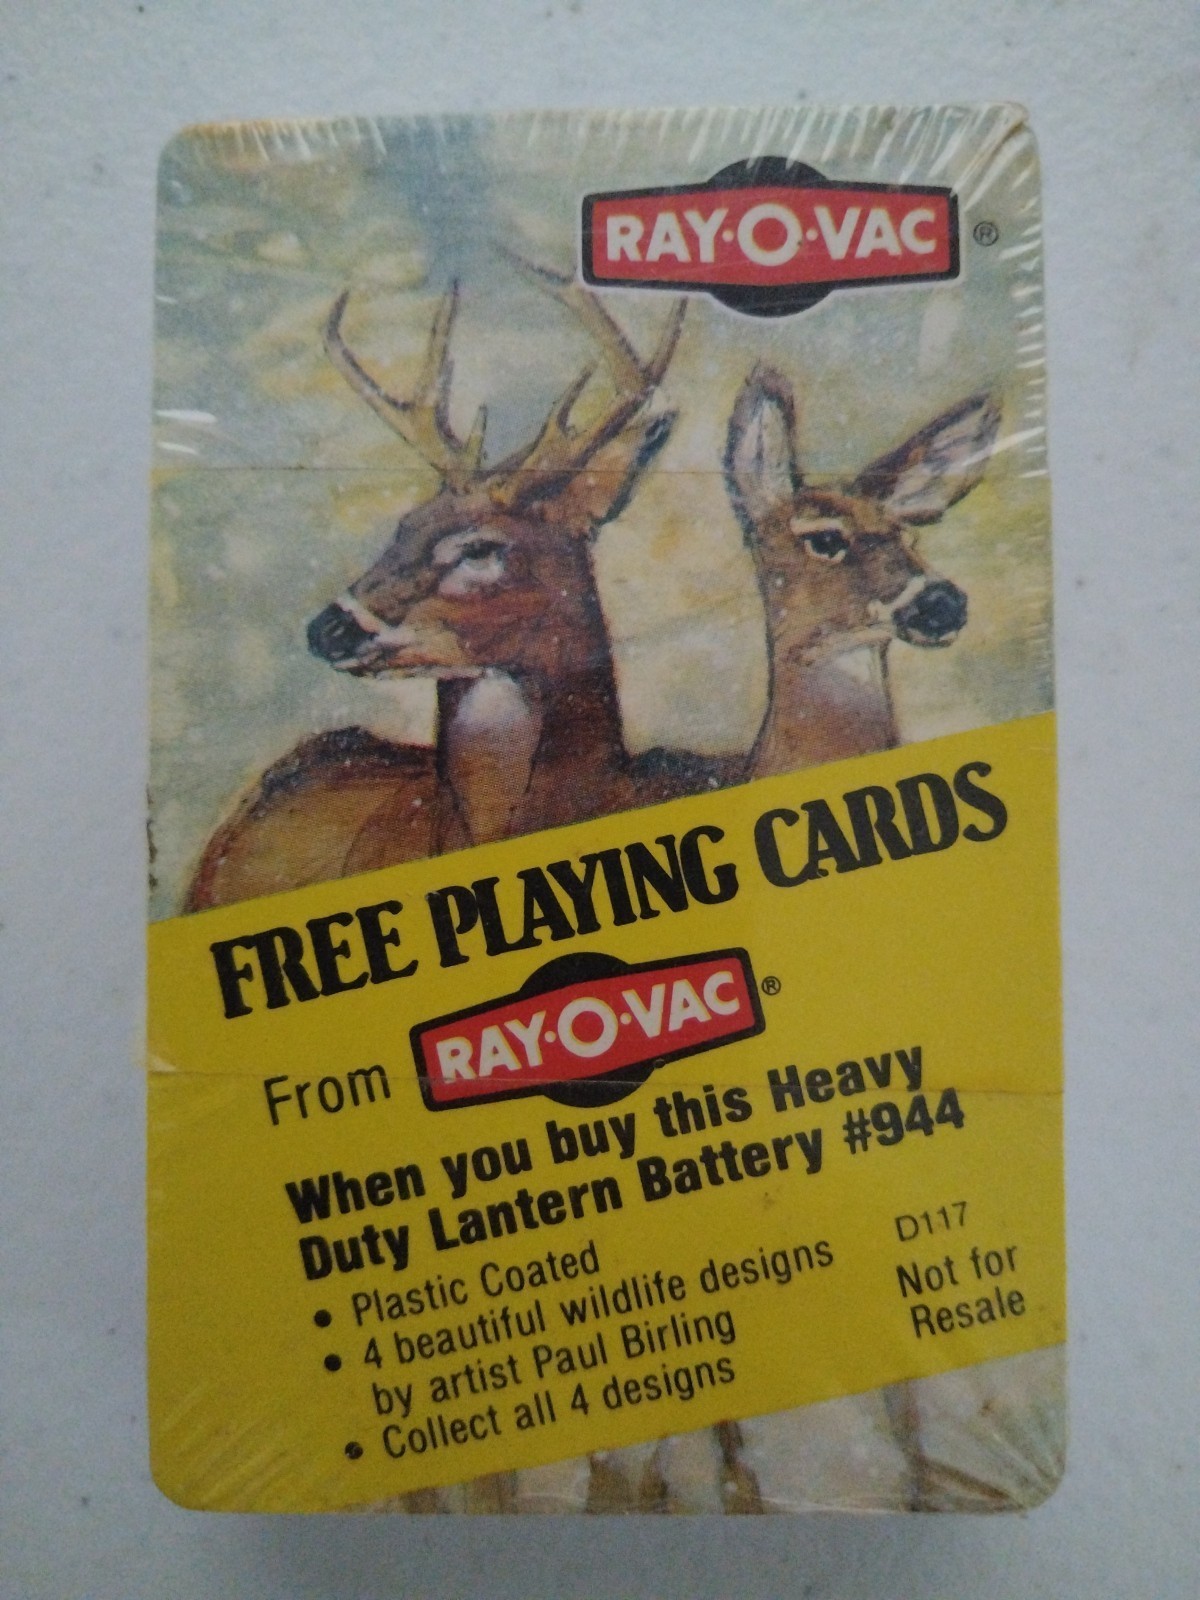 RAY·O·VAC ®
FREE PLAYING CARDS
From RAY·O·VAC ®
When you buy this Heavy
Duty Lantern Battery #944
• Plastic Coated
• 4 beautiful wildlife designs
by artist Paul Birling
• Collect all 4 designs
D117
Not for
Resale